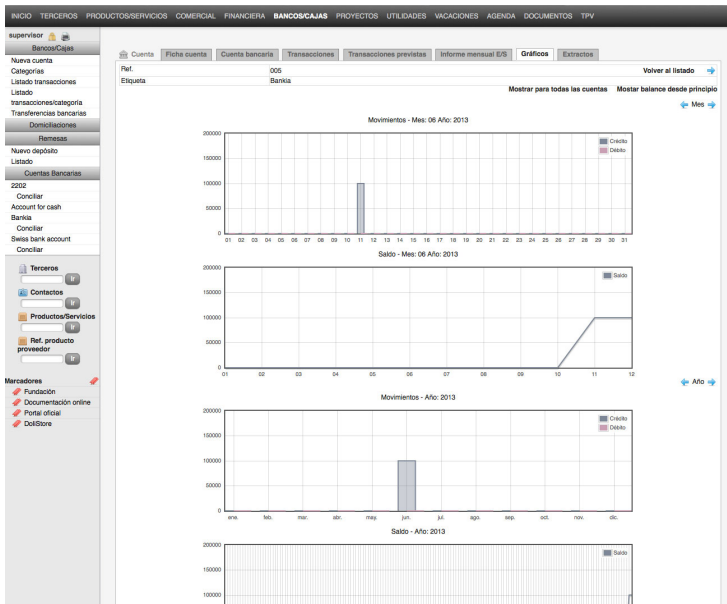 INICIO TERCEROS PRODUCTOS/SERVICIOS COMERCIAL FINANCIERA BANCOS/CAJAS PROYECTOS UTILIDADES VACACIONES AGENDA DOCUMENTOS TPV
supervisor
Bancos/Cajas
Nueva cuenta
Categorías
Listado transacciones
Listado
transacciones/categoría
Transferencias bancarias
Domiciliaciones
Remesas
Nuevo depósito
Listado
Cuentas Bancarias
2202
Conciliar
Account for cash
Bankia
Conciliar
Swiss bank account
Conciliar
Terceros
Ir
Contactos
Ir
Productos/Servicios
Ir
Ref. producto
proveedor
Ir
Marcadores
Fundación
Documentación online
Portal oficial
DoliStore
Cuenta Ficha cuenta Cuenta bancaria Transacciones Transacciones previstas Informe mensual E/S Gráficos Extractos
Ref. 005 Volver al listado
Etiqueta Bankia
Mostrar para todas las cuentas Mostar balance desde principio
Mes
Movimientos - Mes: 06 Año: 2013
200000
150000
100000
50000
0
Crédito
Débito
01 02 03 04 05 06 07 08 09 10 11 12 13 14 15 16 17 18 19 20 21 22 23 24 25 26 27 28 29 30 31
Saldo - Mes: 06 Año: 2013
200000
150000
100000
50000
0
Saldo
01 02 03 04 05 06 07 08 09 10 11 12
Año
Movimientos - Año: 2013
200000
150000
100000
50000
0
Crédito
Débito
ene. feb. mar. abr. may. jun. jul. ago. sep. oct. nov. dic.
Saldo - Año: 2013
200000
150000
100000
Saldo